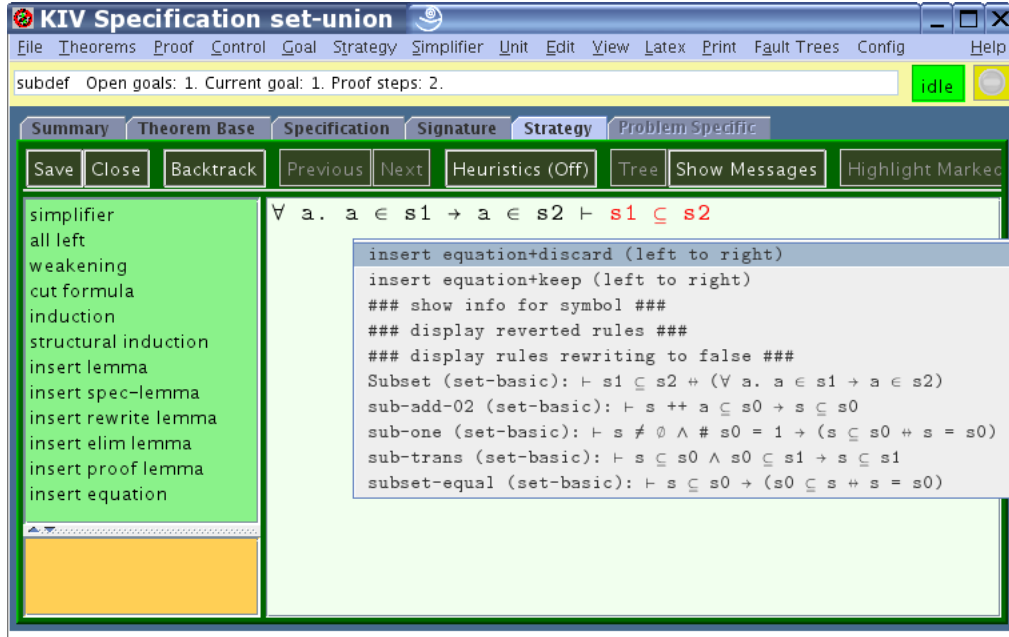 KIV Specification set-union
File Theorems Proof Control Goal Strategy Simplifier Unit Edit View Latex Print Fault Trees Config Help
subdef Open goals: 1. Current goal: 1. Proof steps: 2.
idle
Summary Theorem Base Specification Signature Strategy Problem Specific
Save Close Backtrack Previous Next Heuristics (Off) Tree Show Messages Highlight Marked
simplifier
all left
weakening
cut formula
induction
structural induction
insert lemma
insert spec-lemma
insert rewrite lemma
insert elim lemma
insert proof lemma
insert equation
∀ a. a ∈ s1 → a ∈ s2 ⊢ s1 ⊆ s2
insert equation+discard (left to right)
insert equation+keep (left to right)
### show info for symbol ###
### display reverted rules ###
### display rules rewriting to false ###
Subset (set-basic): ⊢ s1 ⊆ s2 ↔ (∀ a. a ∈ s1 → a ∈ s2)
sub-add-02 (set-basic): ⊢ s ++ a ⊆ s0 → s ⊆ s0
sub-one (set-basic): ⊢ s ≠ ∅ ∧ # s0 = 1 → (s ⊆ s0 ↔ s = s0)
sub-trans (set-basic): ⊢ s ⊆ s0 ∧ s0 ⊆ s1 → s ⊆ s1
subset-equal (set-basic): ⊢ s ⊆ s0 → (s0 ⊆ s ↔ s = s0)